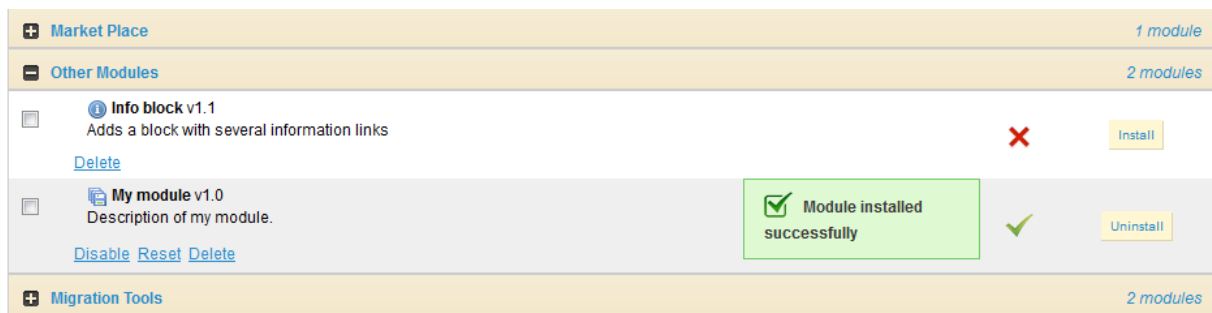 Market Place 1 module
Other Modules 2 modules
Info block v1.1
Adds a block with several information links
Install
Delete
My module v1.0
Description of my module.
Module installed
successfully
Uninstall
Disable Reset Delete
Migration Tools 2 modules